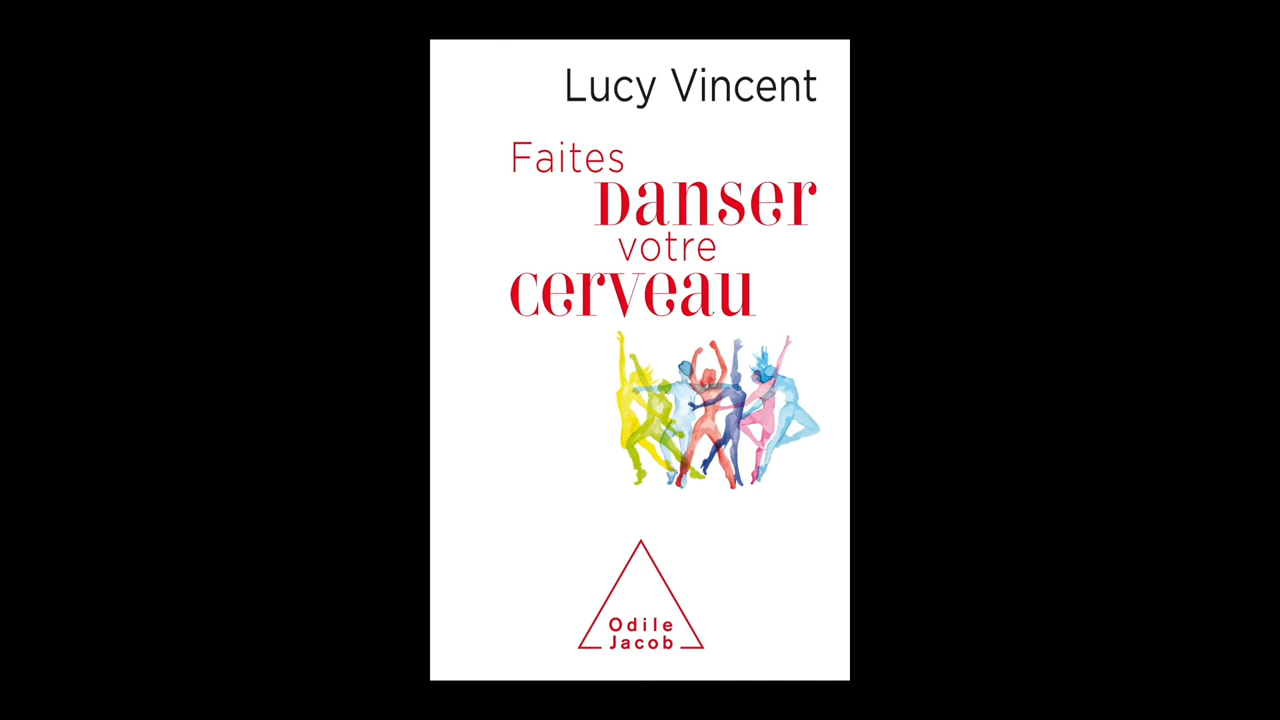 Lucy Vincent
Faites
Danser
votre
cerveau
Odile
Jacob